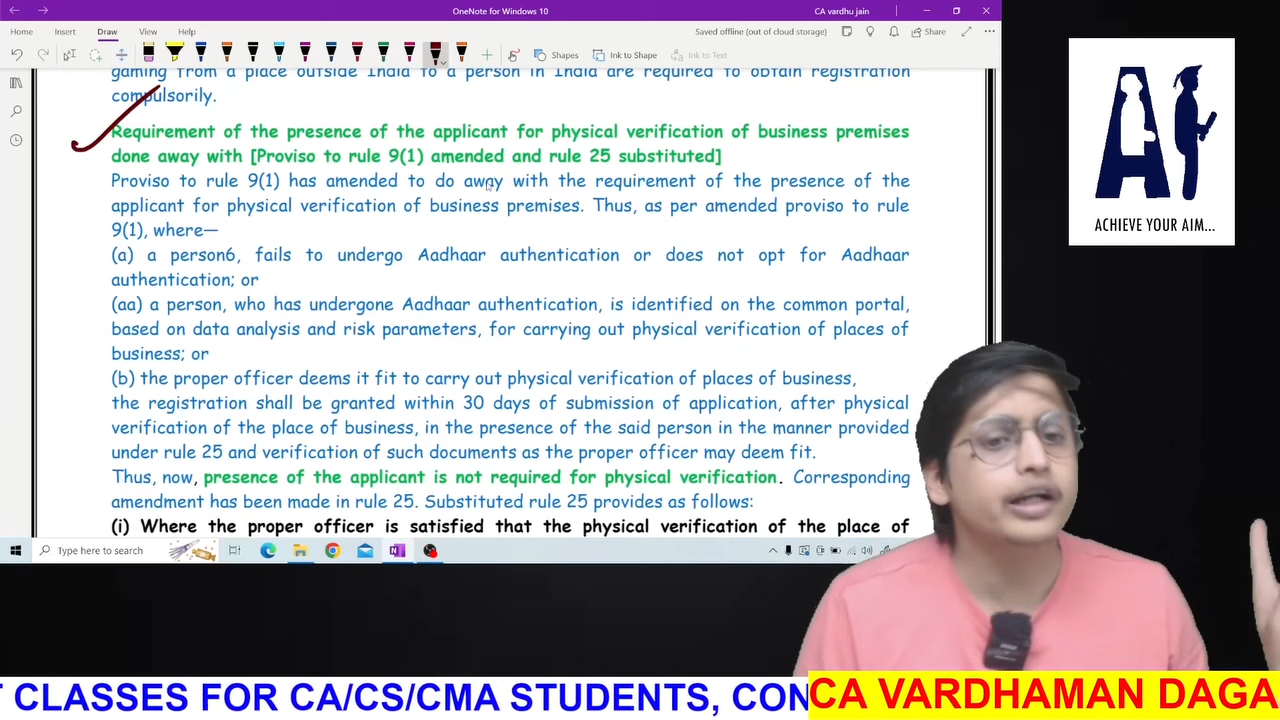 OneNote for Windows 10
CA vardhu jain
Home Insert Draw View Help
Saved offline (out of cloud storage)
Share
Shapes
Ink to Shape
Ink to Text
gaming from a place outside India to a person in India are required to obtain registration
compulsorily.
Requirement of the presence of the applicant for physical verification of business premises
done away with [Proviso to rule 9(1) amended and rule 25 substituted]
Proviso to rule 9(1) has amended to do away with the requirement of the presence of the
applicant for physical verification of business premises. Thus, as per amended proviso to rule
9(1), where—
(a) a person6, fails to undergo Aadhaar authentication or does not opt for Aadhaar
authentication; or
(aa) a person, who has undergone Aadhaar authentication, is identified on the common portal,
based on data analysis and risk parameters, for carrying out physical verification of places of
business; or
(b) the proper officer deems it fit to carry out physical verification of places of business,
the registration shall be granted within 30 days of submission of application, after physical
verification of the place of business, in the presence of the said person in the manner provided
under rule 25 and verification of such documents as the proper officer may deem fit.
Thus, now, presence of the applicant is not required for physical verification. Corresponding
amendment has been made in rule 25. Substituted rule 25 provides as follows:
(i) Where the proper officer is satisfied that the physical verification of the place of
Type here to search
AI
ACHIEVE YOUR AIM...
T CLASSES FOR CA/CS/CMA STUDENTS, CON
CA VARDHAMAN DAGA